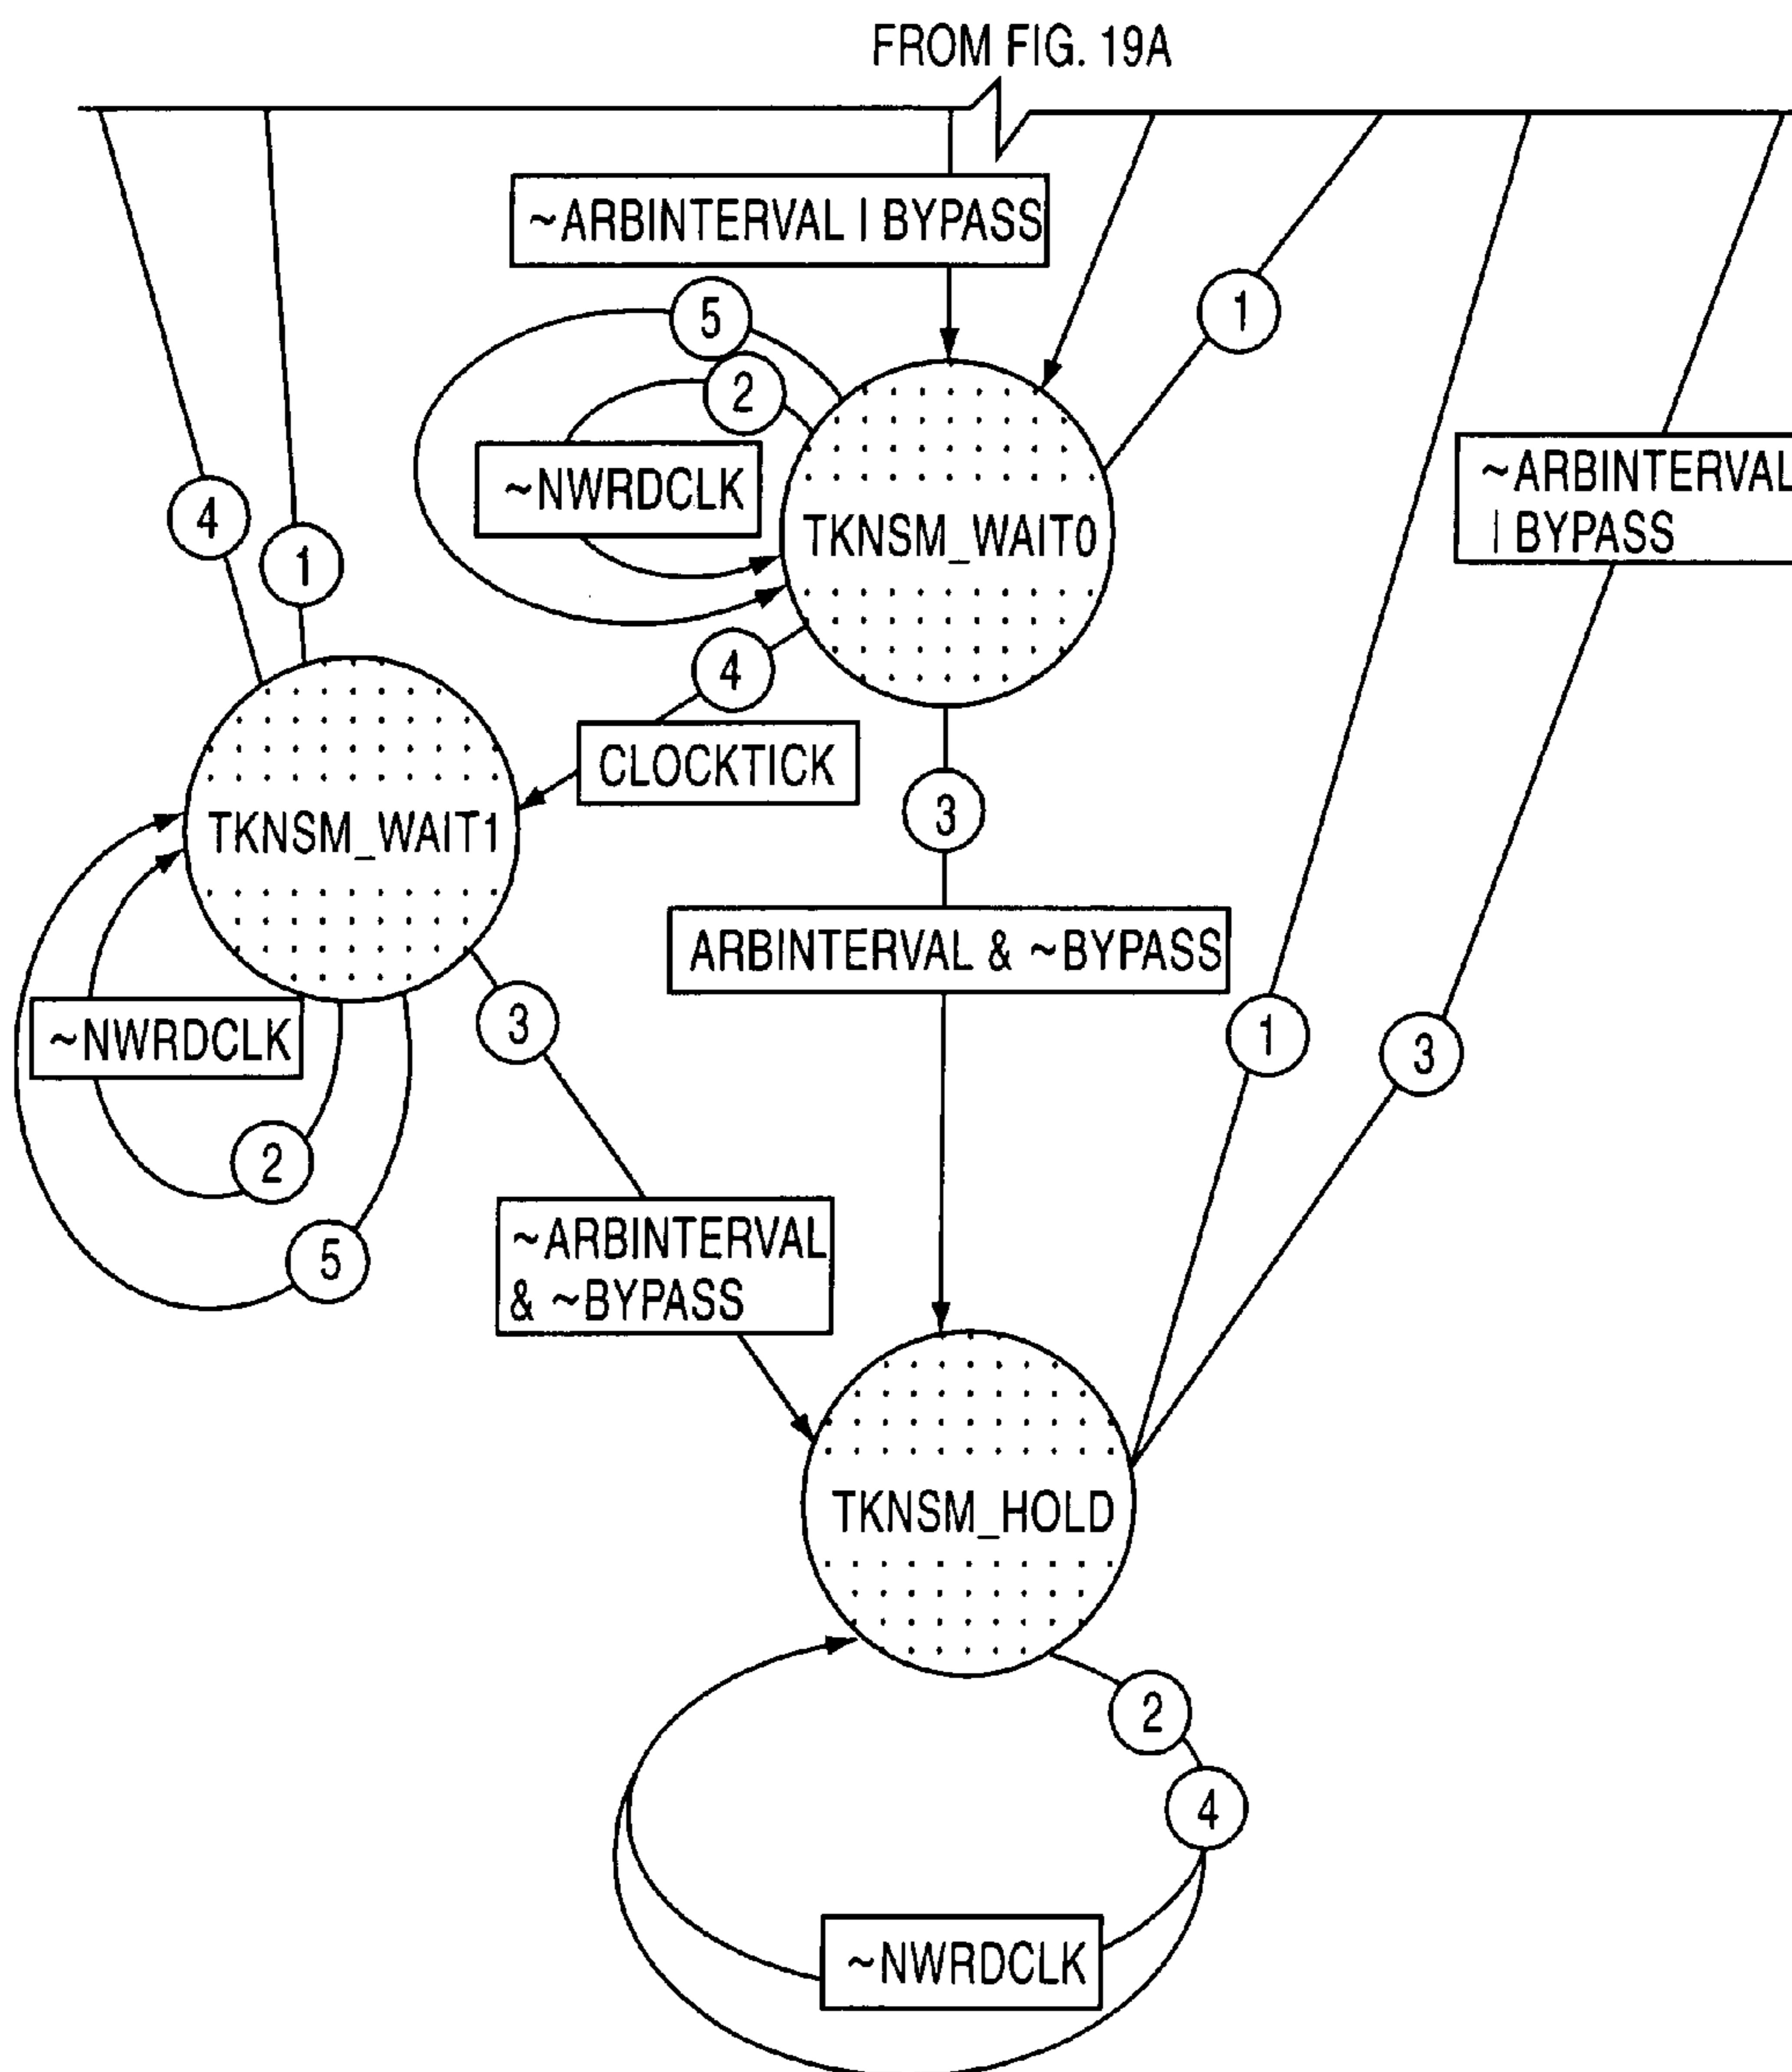 FROM FIG. 19A
~ARBINTERVAL | BYPASS
5
1
2
~NWRDCLK
~ARBINTERVAL
| BYPASS
4
TKNSM_WAIT0
1
4
CLOCKTICK
3
TKNSM_WAIT1
ARBINTERVAL & ~BYPASS
3
1
3
~NWRDCLK
2
~ARBINTERVAL
& ~BYPASS
5
TKNSM_HOLD
2
4
~NWRDCLK